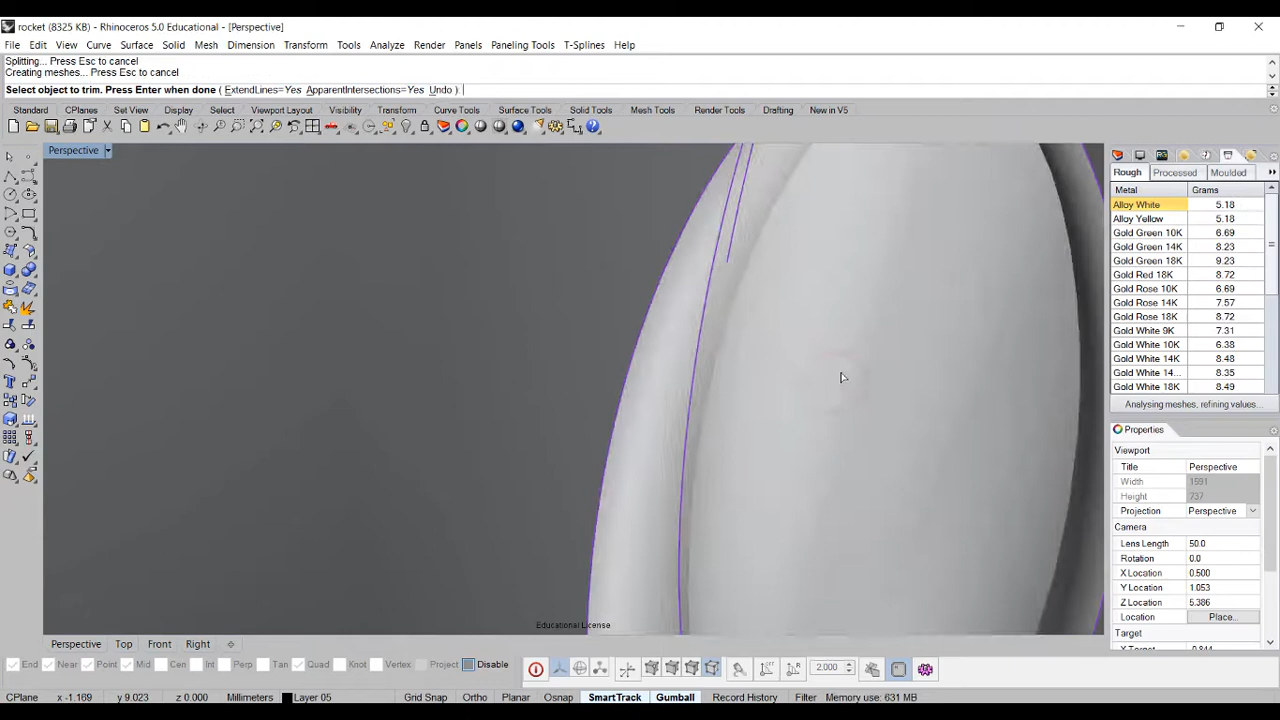 rocket (8325 KB) - Rhinoceros 5.0 Educational - [Perspective]
File Edit View Curve Surface Solid Mesh Dimension Transform Tools Analyze Render Panels Paneling Tools T-Splines Help
Splitting... Press Esc to cancel
Creating meshes... Press Esc to cancel
Select object to trim. Press Enter when done ( ExtendLines=Yes ApparentIntersections=Yes Undo ):
Standard CPlanes Set View Display Select Viewport Layout Visibility Transform Curve Tools Surface Tools Solid Tools Mesh Tools Render Tools Drafting New in V5
Perspective
Rough Processed Moulded
Metal Grams
Alloy White 5.18
Alloy Yellow 5.18
Gold Green 10K 6.69
Gold Green 14K 8.23
Gold Green 18K 9.23
Gold Red 18K 8.72
Gold Rose 10K 6.69
Gold Rose 14K 7.57
Gold Rose 18K 8.72
Gold White 9K 7.31
Gold White 10K 6.38
Gold White 14K 8.48
Gold White 14... 8.35
Gold White 18K 8.49
Analysing meshes, refining values...
Properties
Viewport
Title Perspective
Width 1591
Height 737
Projection Perspective
Camera
Lens Length 50.0
Rotation 0.0
X Location 0.500
Y Location 1.053
Z Location 5.386
Location Place...
Target
Educational License
Perspective Top Front Right
End Near Point Mid Cen Int Perp Tan Quad Knot Vertex Project Disable
2.000
CPlane x -1.169 y 9.023 z 0.000 Millimeters Layer 05 Grid Snap Ortho Planar Osnap SmartTrack Gumball Record History Filter Memory use: 631 MB